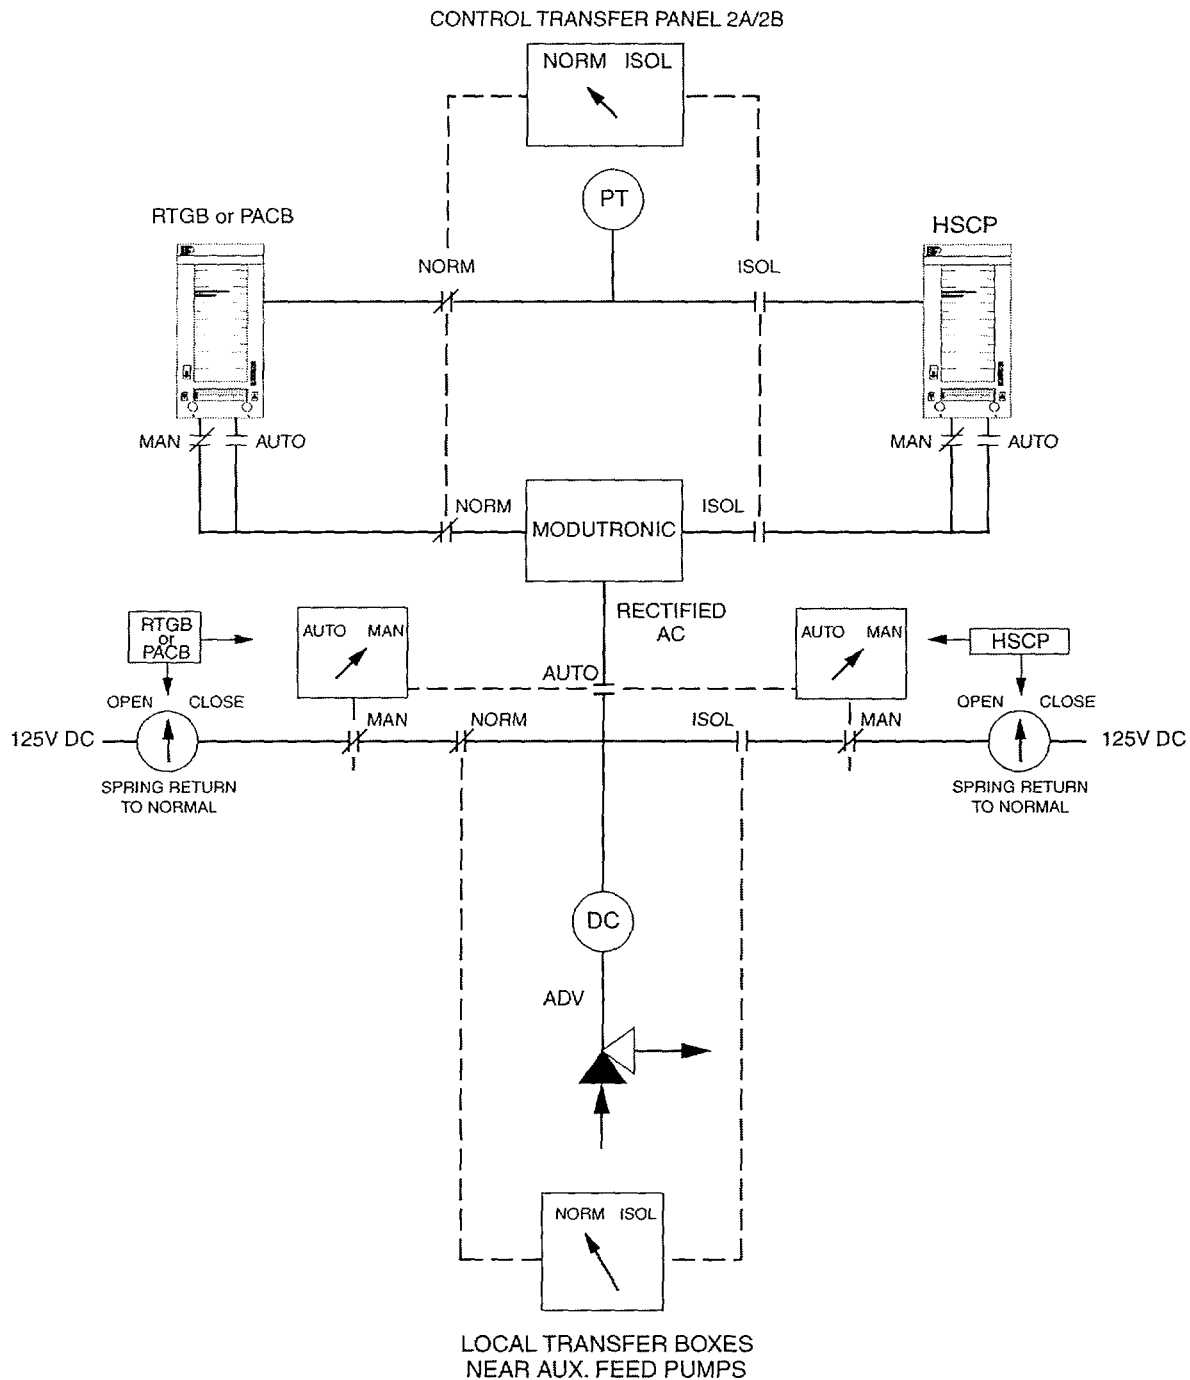 CONTROL TRANSFER PANEL 2A/2B
NORM ISOL
PT
RTGB or PACB
HSCP
NORM
ISOL
MAN
AUTO
MAN
AUTO
NORM
MODUTRONIC
ISOL
RECTIFIED
AC
RTGB
or
PACB
AUTO MAN
AUTO MAN
HSCP
AUTO
OPEN CLOSE
MAN
NORM
ISOL
MAN
OPEN CLOSE
125V DC
125V DC
SPRING RETURN
TO NORMAL
SPRING RETURN
TO NORMAL
DC
ADV
NORM ISOL
LOCAL TRANSFER BOXES
NEAR AUX. FEED PUMPS